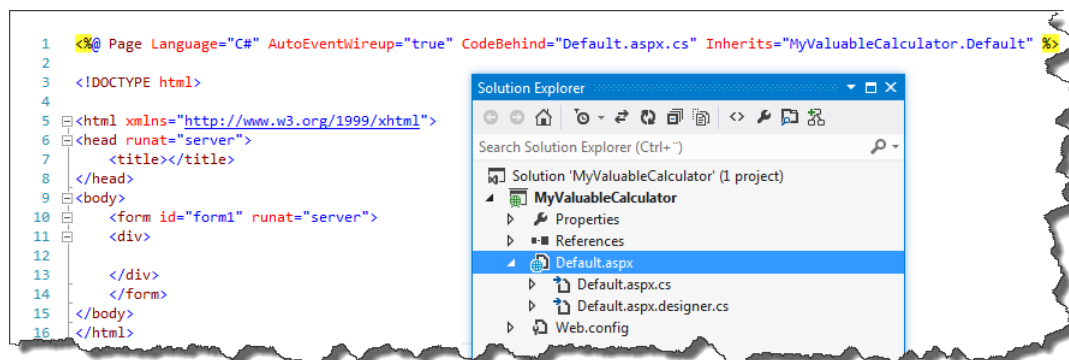 1 <%@ Page Language="C#" AutoEventWireup="true" CodeBehind="Default.aspx.cs" Inherits="MyValuableCalculator.Default" %>
2
3 <!DOCTYPE html>
4
5 <html xmlns="http://www.w3.org/1999/xhtml">
6 <head runat="server">
7 <title></title>
8 </head>
9 <body>
10 <form id="form1" runat="server">
11 <div>
12
13 </div>
14 </form>
15 </body>
16 </html>
Solution Explorer
Search Solution Explorer (Ctrl+¨)
Solution 'MyValuableCalculator' (1 project)
MyValuableCalculator
Properties
References
Default.aspx
Default.aspx.cs
Default.aspx.designer.cs
Web.config